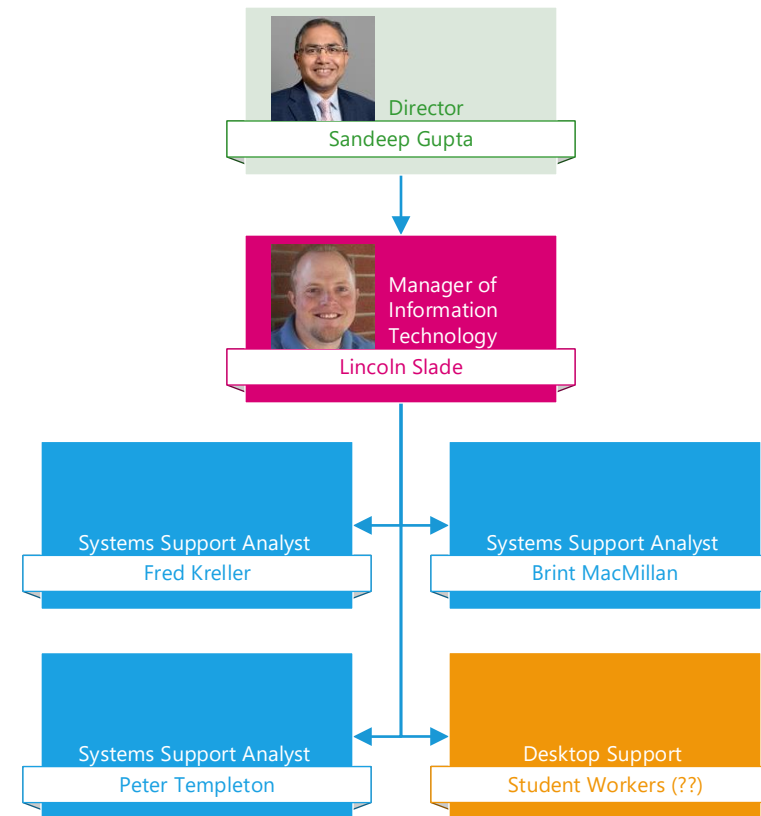 Director
Sandeep Gupta
Manager of
Information
Technology
Lincoln Slade
Systems Support Analyst
Fred Kreller
Systems Support Analyst
Brint MacMillan
Systems Support Analyst
Peter Templeton
Desktop Support
Student Workers (??)